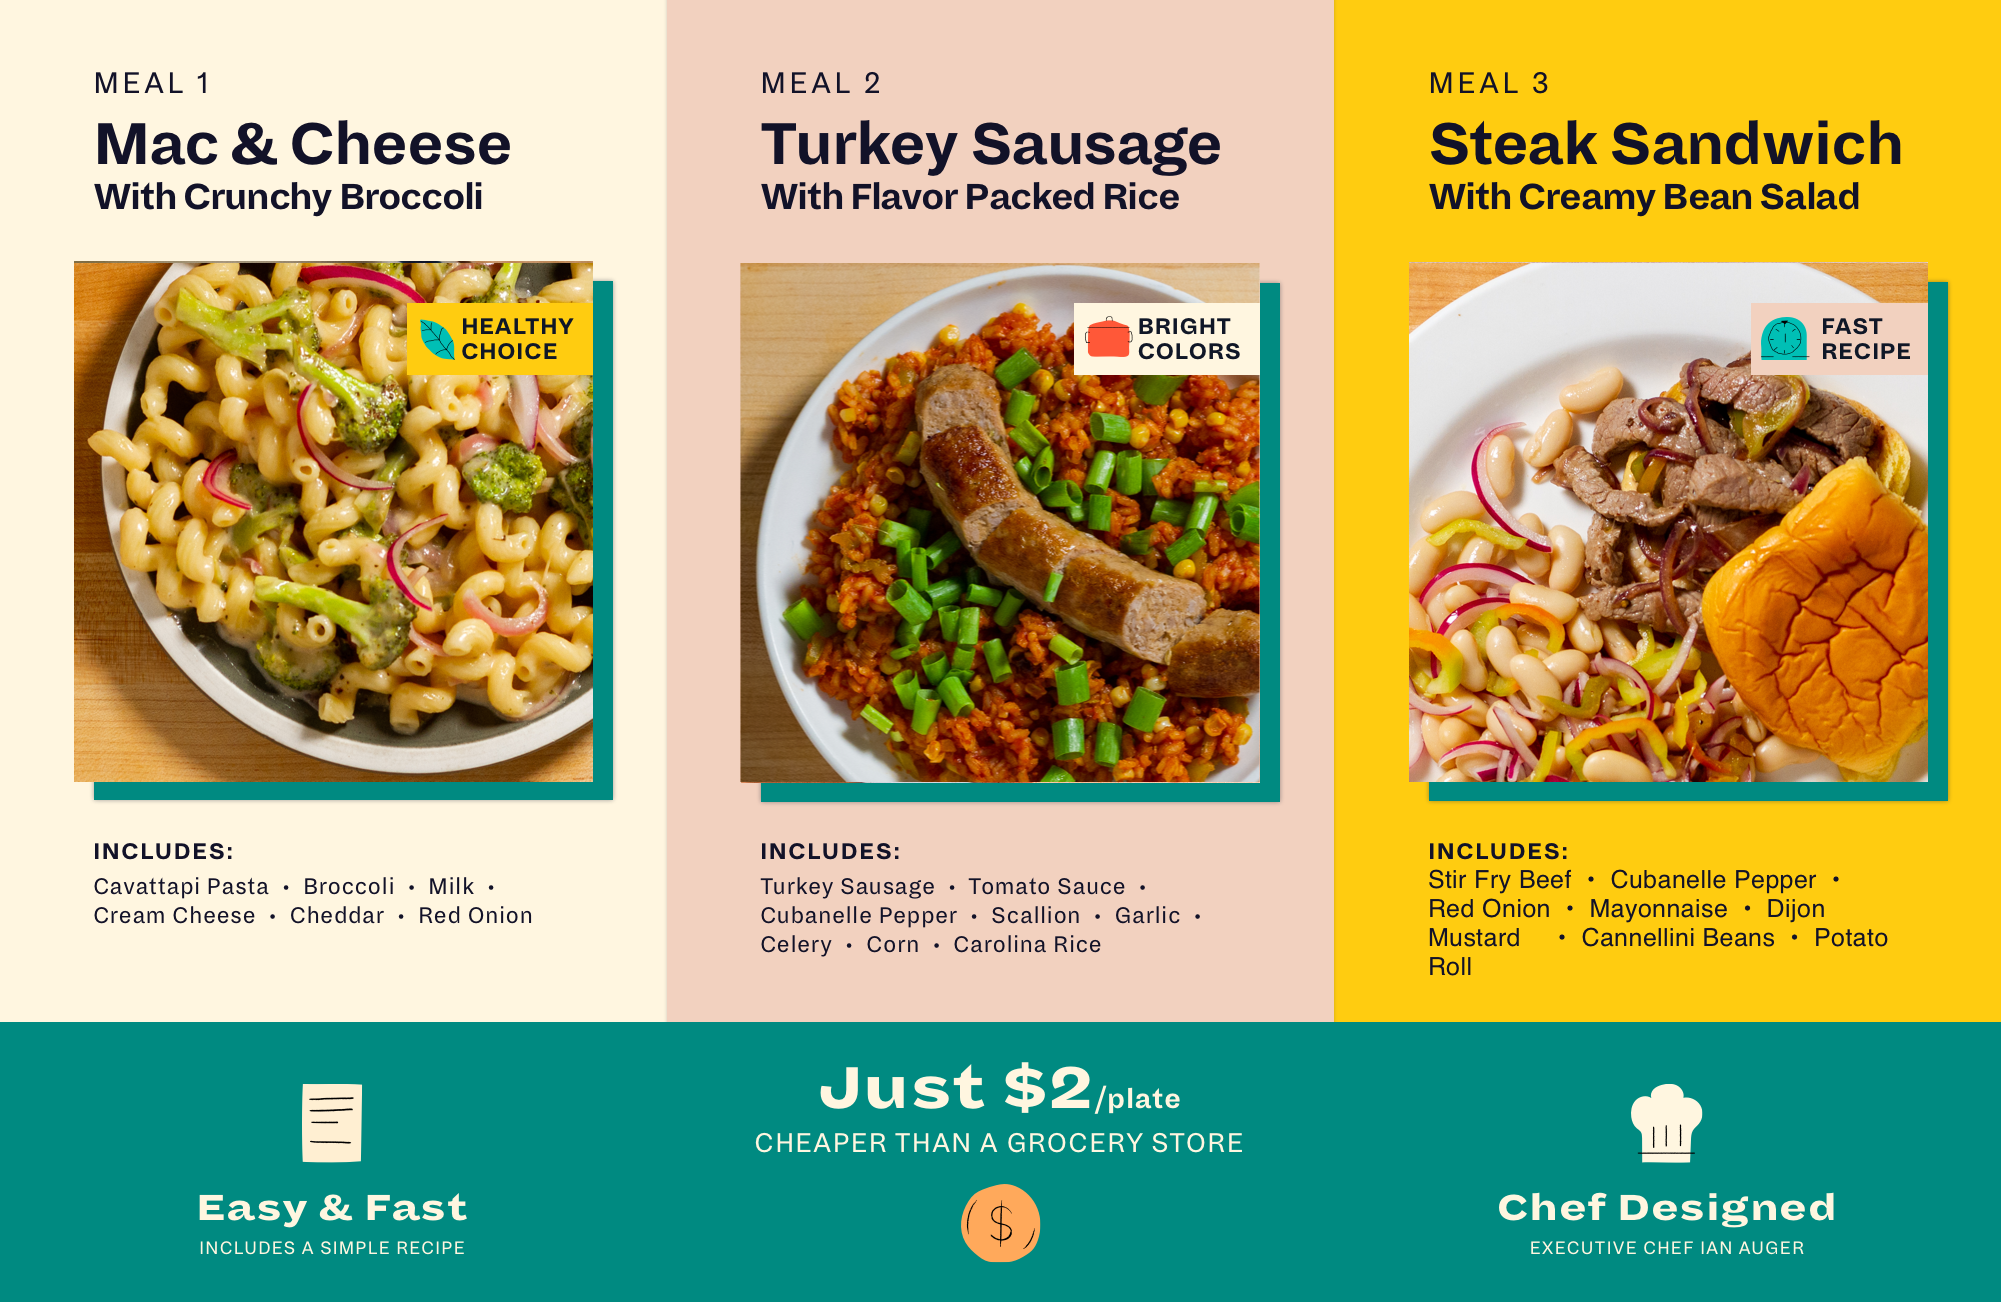 MEAL 1
Mac & Cheese
With Crunchy Broccoli
HEALTHY
CHOICE
INCLUDES:
Cavattapi Pasta • Broccoli • Milk •
Cream Cheese • Cheddar • Red Onion
MEAL 2
Turkey Sausage
With Flavor Packed Rice
BRIGHT
COLORS
INCLUDES:
Turkey Sausage • Tomato Sauce •
Cubanelle Pepper • Scallion • Garlic •
Celery • Corn • Carolina Rice
MEAL 3
Steak Sandwich
With Creamy Bean Salad
FAST
RECIPE
INCLUDES:
Stir Fry Beef • Cubanelle Pepper •
Red Onion • Mayonnaise • Dijon
Mustard • Cannellini Beans • Potato
Roll
Easy & Fast
INCLUDES A SIMPLE RECIPE
Just $2/plate
CHEAPER THAN A GROCERY STORE
$
Chef Designed
EXECUTIVE CHEF IAN AUGER